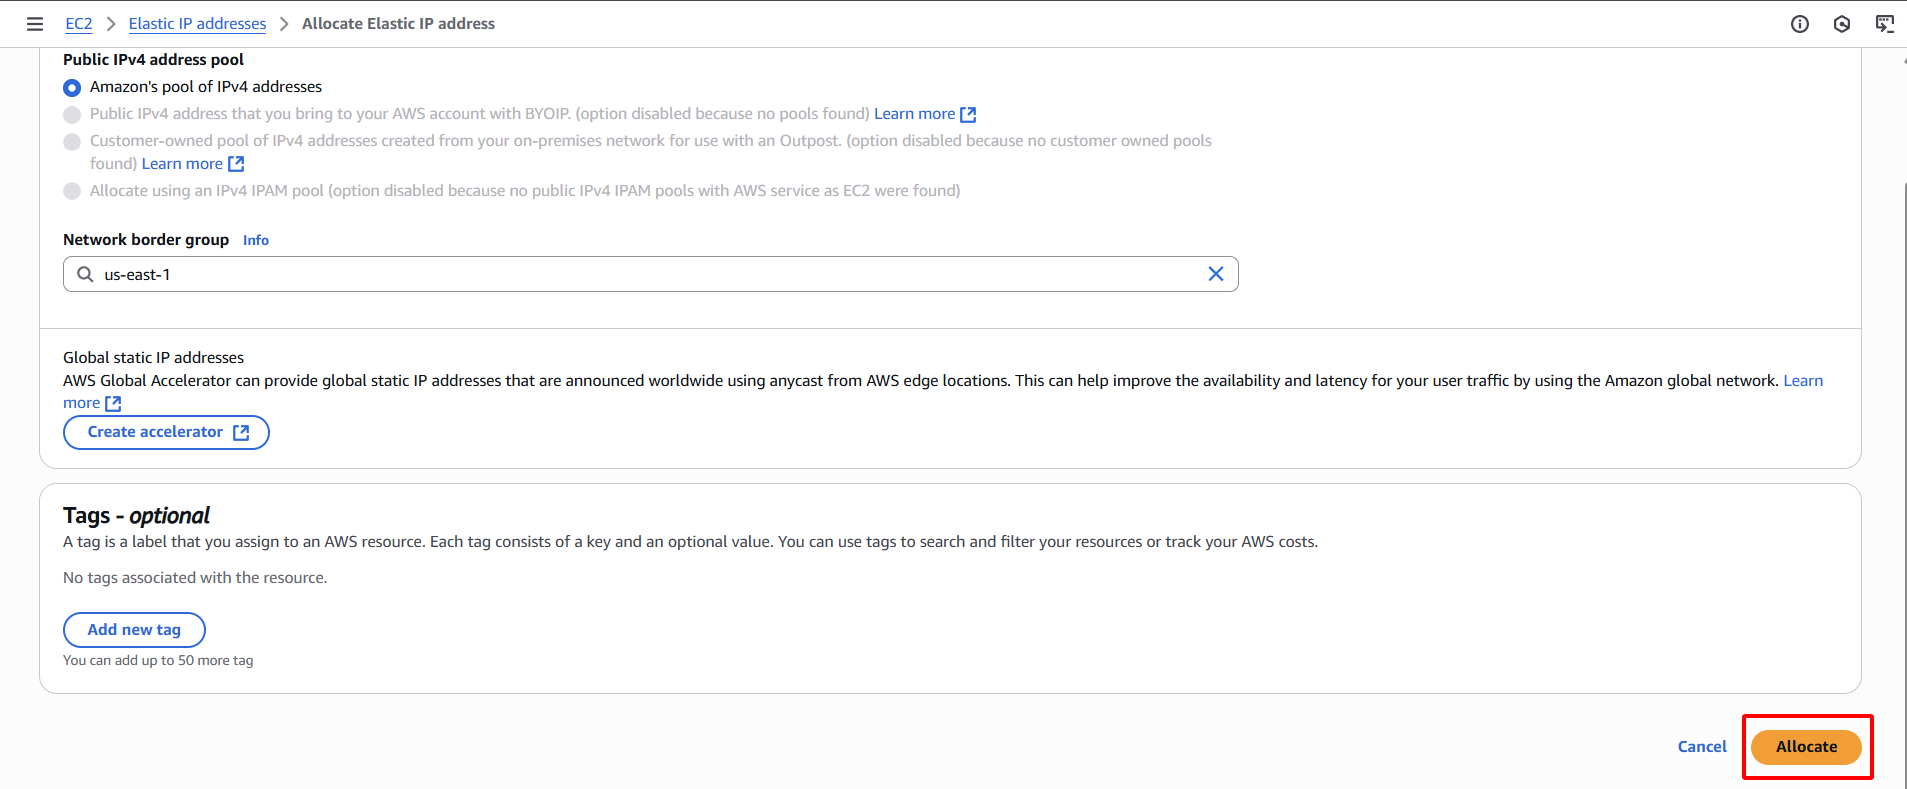 EC2 > Elastic IP addresses > Allocate Elastic IP address
Public IPv4 address pool
Amazon's pool of IPv4 addresses
Public IPv4 address that you bring to your AWS account with BYOIP. (option disabled because no pools found) Learn more
Customer-owned pool of IPv4 addresses created from your on-premises network for use with an Outpost. (option disabled because no customer owned pools
found) Learn more
Allocate using an IPv4 IPAM pool (option disabled because no public IPv4 IPAM pools with AWS service as EC2 were found)
Network border group Info
us-east-1
Global static IP addresses
AWS Global Accelerator can provide global static IP addresses that are announced worldwide using anycast from AWS edge locations. This can help improve the availability and latency for your user traffic by using the Amazon global network. Learn
more
Create accelerator
Tags - optional
A tag is a label that you assign to an AWS resource. Each tag consists of a key and an optional value. You can use tags to search and filter your resources or track your AWS costs.
No tags associated with the resource.
Add new tag
You can add up to 50 more tag
Cancel Allocate